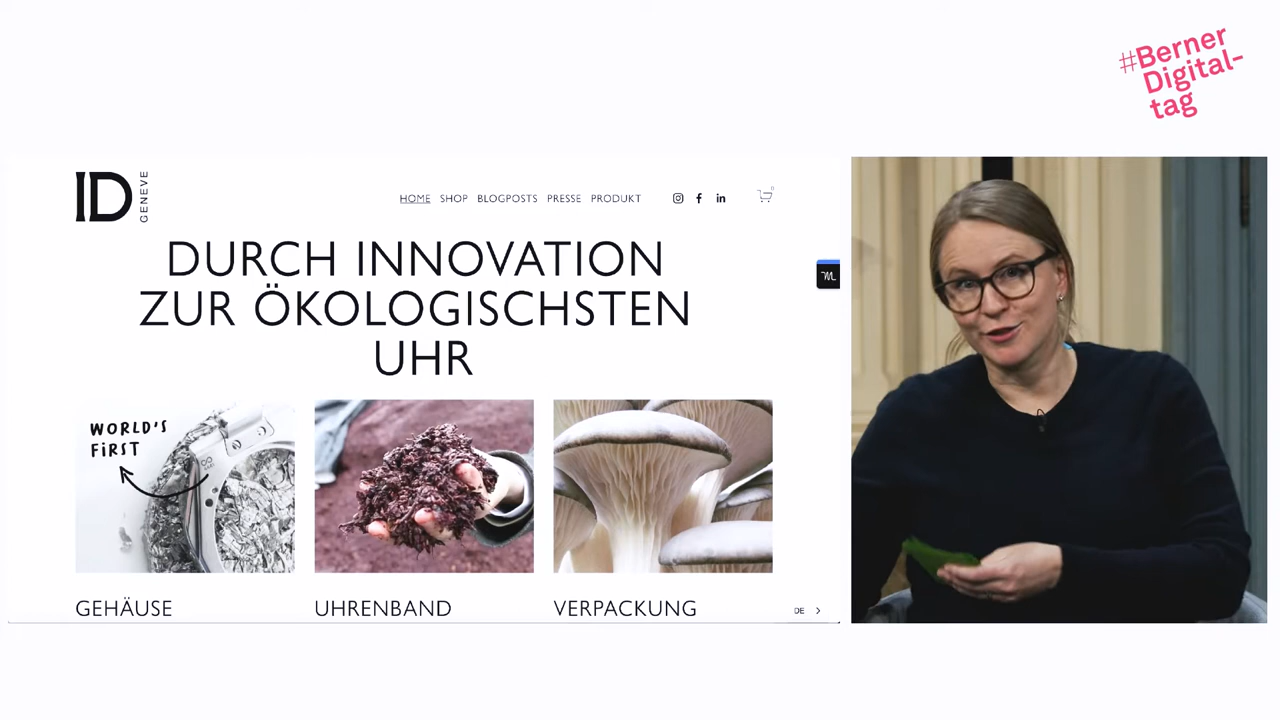 #Berner
Digital-
tag
ID
GENEVE
HOME SHOP BLOGPOSTS PRESSE PRODUKT
0
DURCH INNOVATION
ZUR ÖKOLOGISCHSTEN
UHR
WORLD'S
FIRST
GEHÄUSE
UHRENBAND
VERPACKUNG
DE